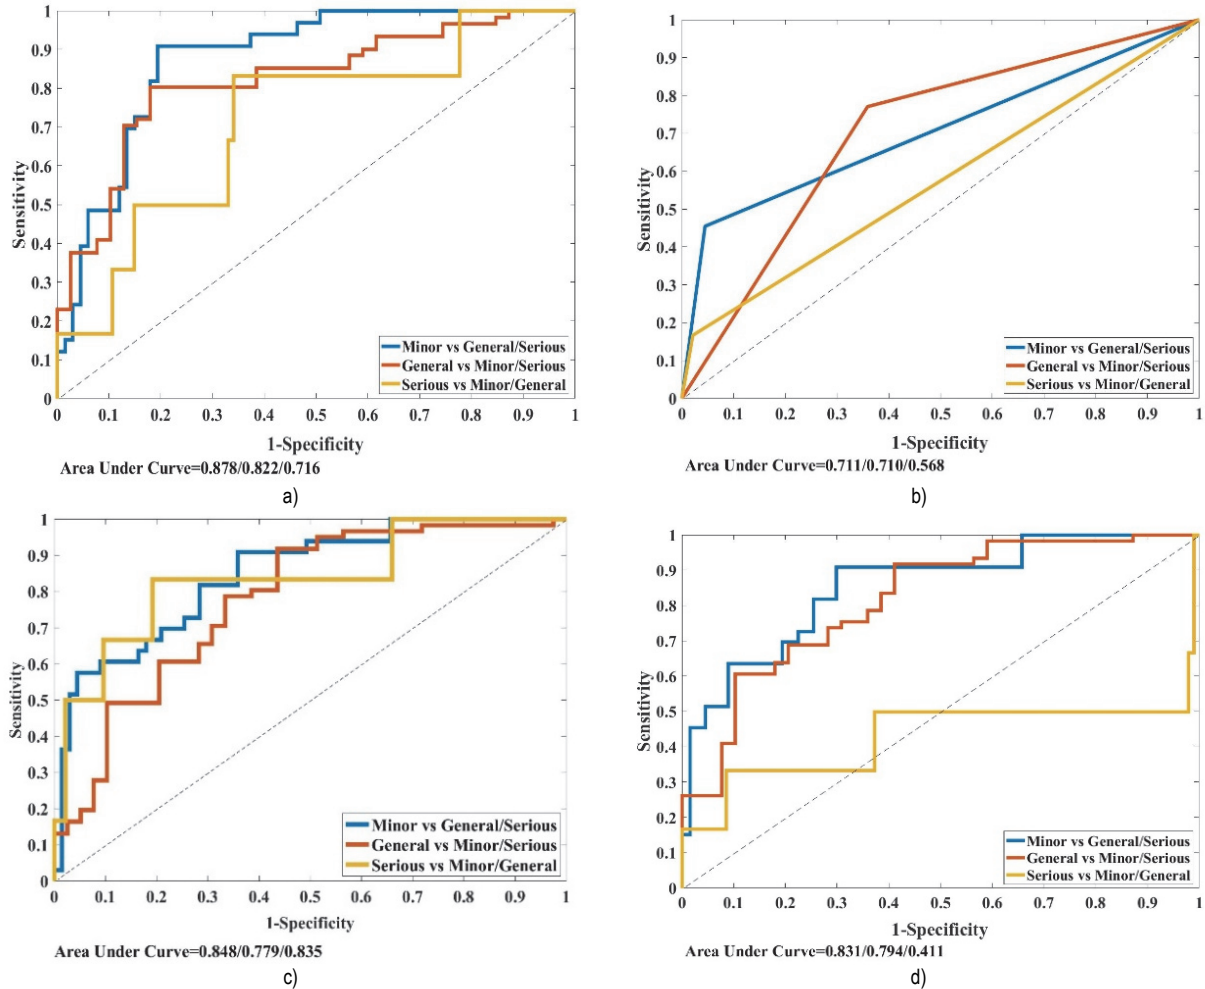 a)
1
0.9
0.8
0.7
0.6
0.5
0.4
0.3
0.2
0.1
0
Sensitivity
Minor vs General/Serious
General vs Minor/Serious
Serious vs Minor/General
0 0.1 0.2 0.3 0.4 0.5 0.6 0.7 0.8 0.9 1
1-Specificity
Area Under Curve=0.878/0.822/0.716
a)
b)
1
0.9
0.8
0.7
0.6
0.5
0.4
0.3
0.2
0.1
0
Sensitivity
Minor vs General/Serious
General vs Minor/Serious
Serious vs Minor/General
0 0.1 0.2 0.3 0.4 0.5 0.6 0.7 0.8 0.9 1
1-Specificity
Area Under Curve=0.711/0.710/0.568
b)
1
0.9
0.8
0.7
0.6
0.5
0.4
0.3
0.2
0.1
0
Sensitivity
Minor vs General/Serious
General vs Minor/Serious
Serious vs Minor/General
0 0.1 0.2 0.3 0.4 0.5 0.6 0.7 0.8 0.9 1
1-Specificity
Area Under Curve=0.848/0.779/0.835
c)
d)
1
0.9
0.8
0.7
0.6
0.5
0.4
0.3
0.2
0.1
0
Sensitivity
Minor vs General/Serious
General vs Minor/Serious
Serious vs Minor/General
0 0.1 0.2 0.3 0.4 0.5 0.6 0.7 0.8 0.9 1
1-Specificity
Area Under Curve=0.831/0.794/0.411
d)